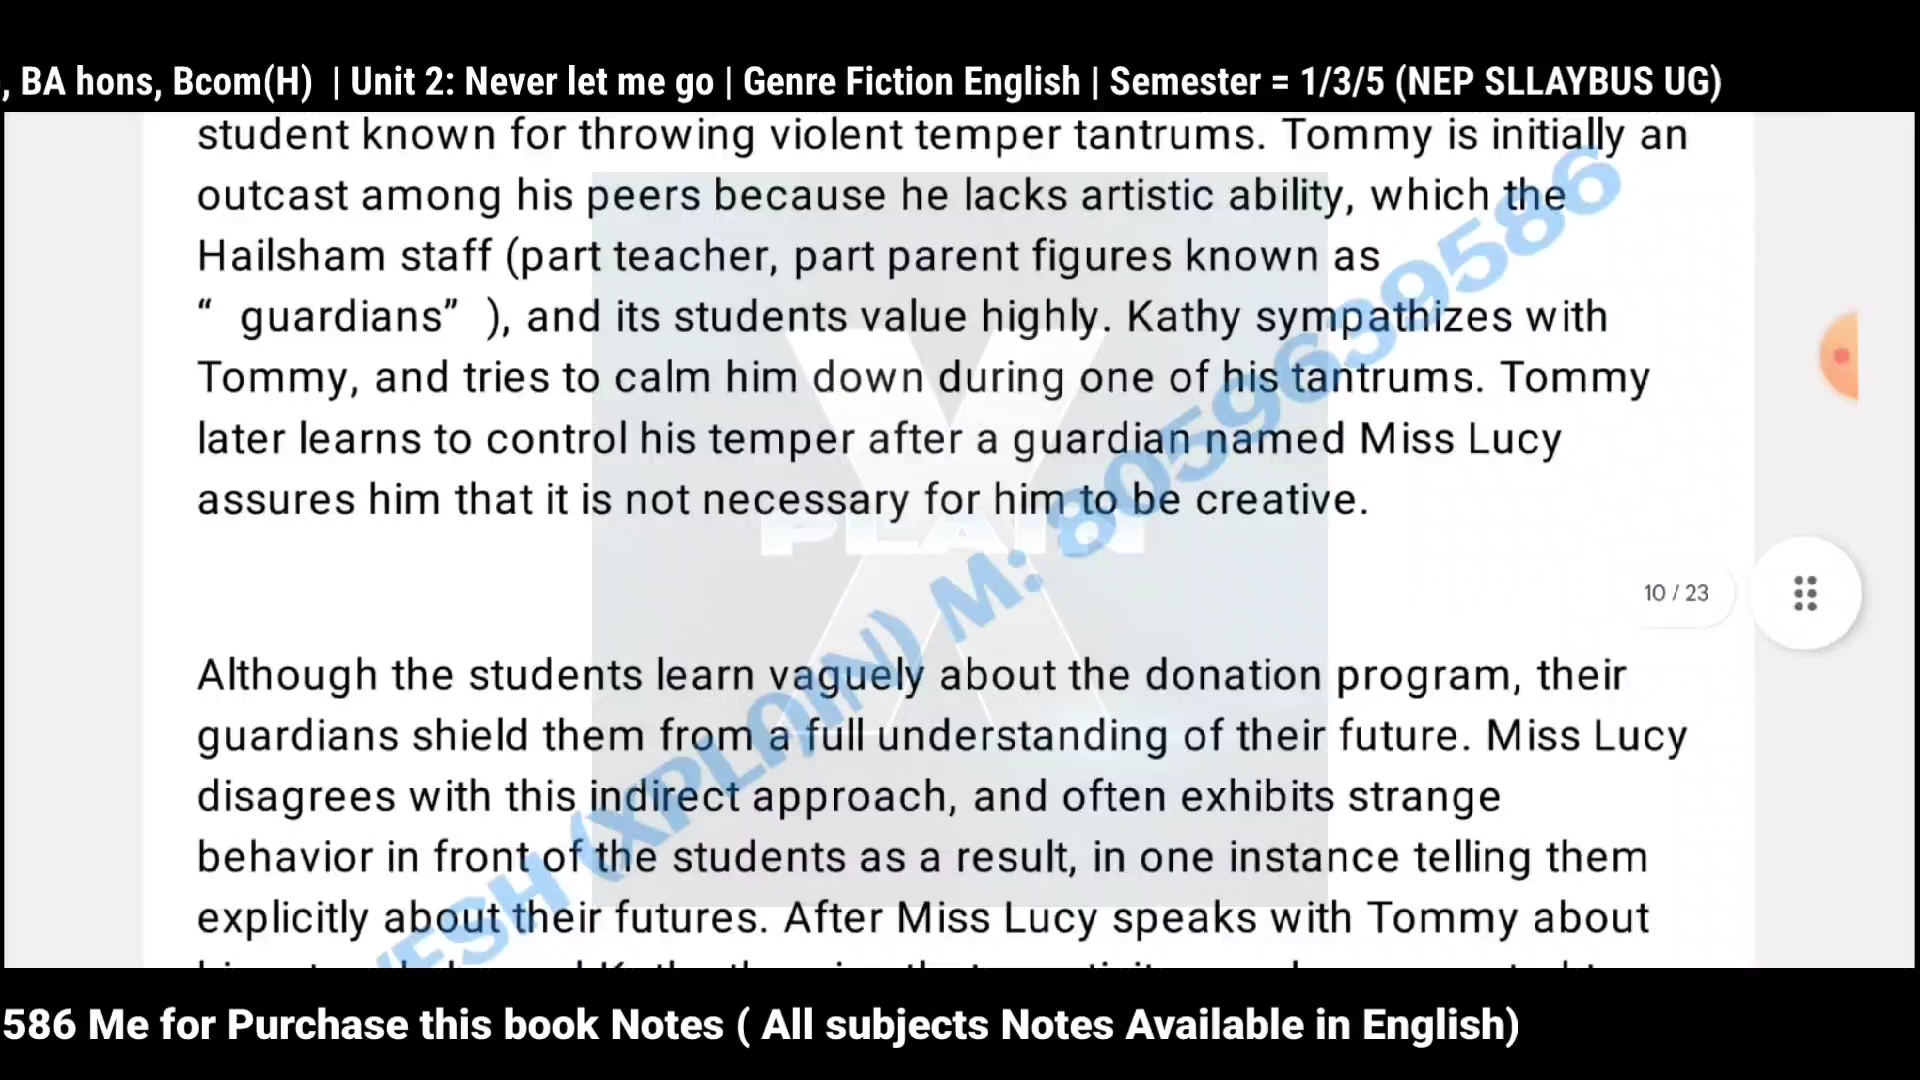 , BA hons, Bcom(H) | Unit 2: Never let me go | Genre Fiction English | Semester = 1/3/5 (NEP SLLAYBUS UG)
student known for throwing violent temper tantrums. Tommy is initially an
outcast among his peers because he lacks artistic ability, which the
Hailsham staff (part teacher, part parent figures known as
“ guardians” ), and its students value highly. Kathy sympathizes with
Tommy, and tries to calm him down during one of his tantrums. Tommy
later learns to control his temper after a guardian named Miss Lucy
assures him that it is not necessary for him to be creative.
PLAIN
10 / 23
Although the students learn vaguely about the donation program, their
guardians shield them from a full understanding of their future. Miss Lucy
disagrees with this indirect approach, and often exhibits strange
behavior in front of the students as a result, in one instance telling them
explicitly about their futures. After Miss Lucy speaks with Tommy about
ESH (XPLAIN) M: 8059639586
586 Me for Purchase this book Notes ( All subjects Notes Available in English)